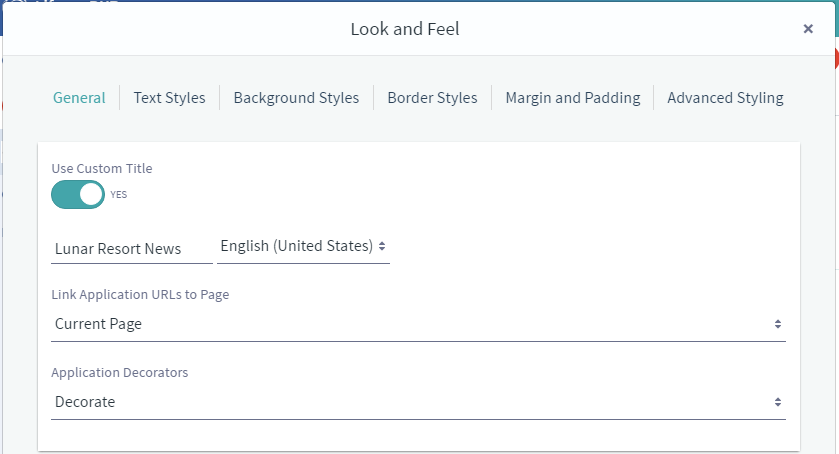 Look and Feel ×
General Text Styles Background Styles Border Styles Margin and Padding Advanced Styling
Use Custom Title
YES
Lunar Resort News English (United States)
Link Application URLs to Page
Current Page
Application Decorators
Decorate